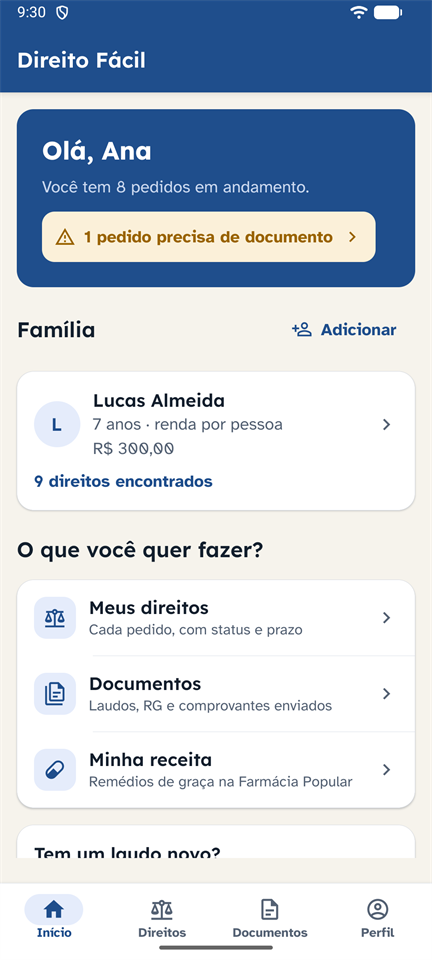 9:30
Direito Fácil
Olá, Ana
Você tem 8 pedidos em andamento.
1 pedido precisa de documento
Família
Adicionar
L
Lucas Almeida
7 anos · renda por pessoa
R$ 300,00
9 direitos encontrados
O que você quer fazer?
Meus direitos
Cada pedido, com status e prazo
Documentos
Laudos, RG e comprovantes enviados
Minha receita
Remédios de graça na Farmácia Popular
Tem um laudo novo?
Início
Direitos
Documentos
Perfil